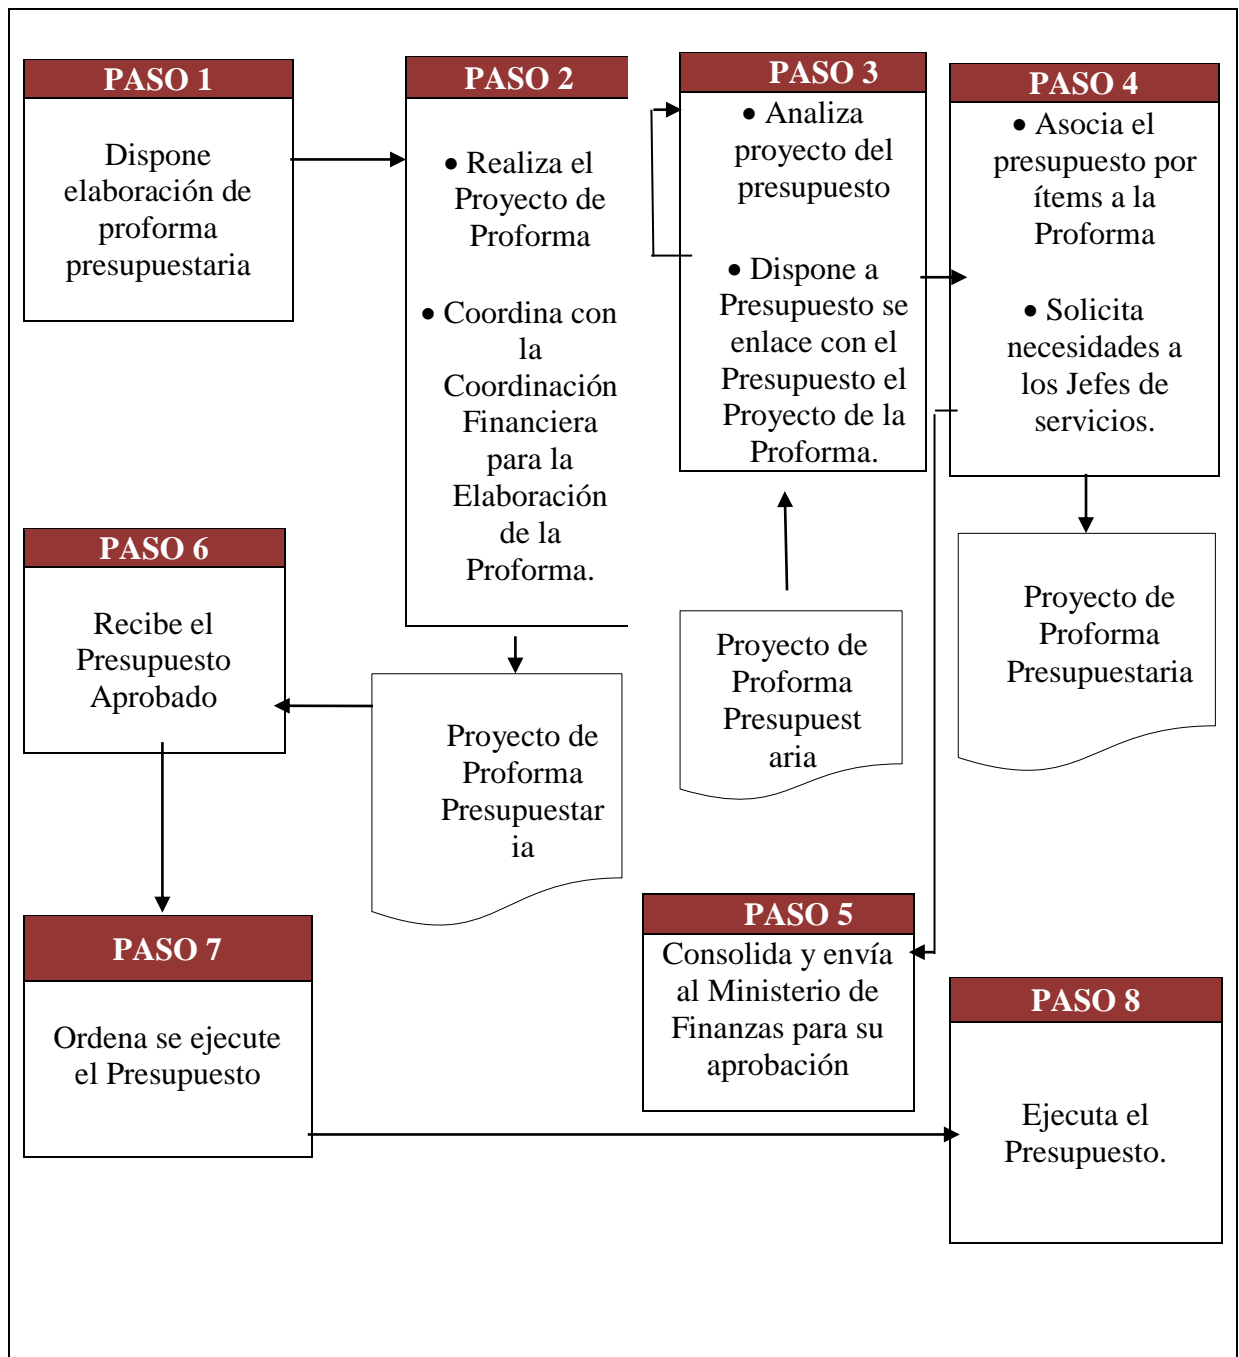 PASO 1
Dispone
elaboración de
proforma
presupuestaria
PASO 2
• Realiza el
Proyecto de
Proforma
• Coordina con
la
Coordinación
Financiera
para la
Elaboración
de la
Proforma.
PASO 3
• Analiza
proyecto del
presupuesto
• Dispone a
Presupuesto se
enlace con el
Presupuesto el
Proyecto de la
Proforma.
PASO 4
• Asocia el
presupuesto por
ítems a la
Proforma
• Solicita
necesidades a
los Jefes de
servicios.
PASO 6
Recibe el
Presupuesto
Aprobado
Proyecto de
Proforma
Presupuestar
ia
Proyecto de
Proforma
Presupuest
aria
Proyecto de
Proforma
Presupuestaria
PASO 7
Ordena se ejecute
el Presupuesto
PASO 5
Consolida y envía
al Ministerio de
Finanzas para su
aprobación
PASO 8
Ejecuta el
Presupuesto.